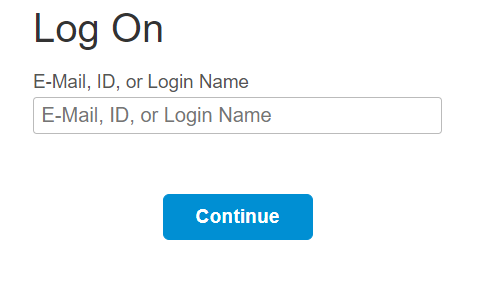 Log On
E-Mail, ID, or Login Name
E-Mail, ID, or Login Name
Continue